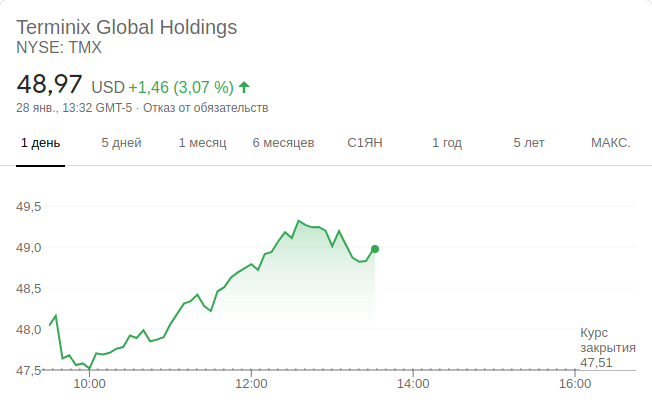 Terminix Global Holdings
NYSE: TMX
48,97 USD +1,46 (3,07 %)
28 янв., 13:32 GMT-5 · Отказ от обязательств
1 день 5 дней 1 месяц 6 месяцев С1ЯН 1 год 5 лет МАКС.
49,5
49,0
48,5
48,0
Курс
закрытия
47,51
47,5
10:00 12:00 14:00 16:00